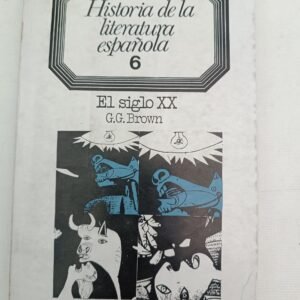 Historia de la
literatura
española
6
El siglo XX
G.G. Brown